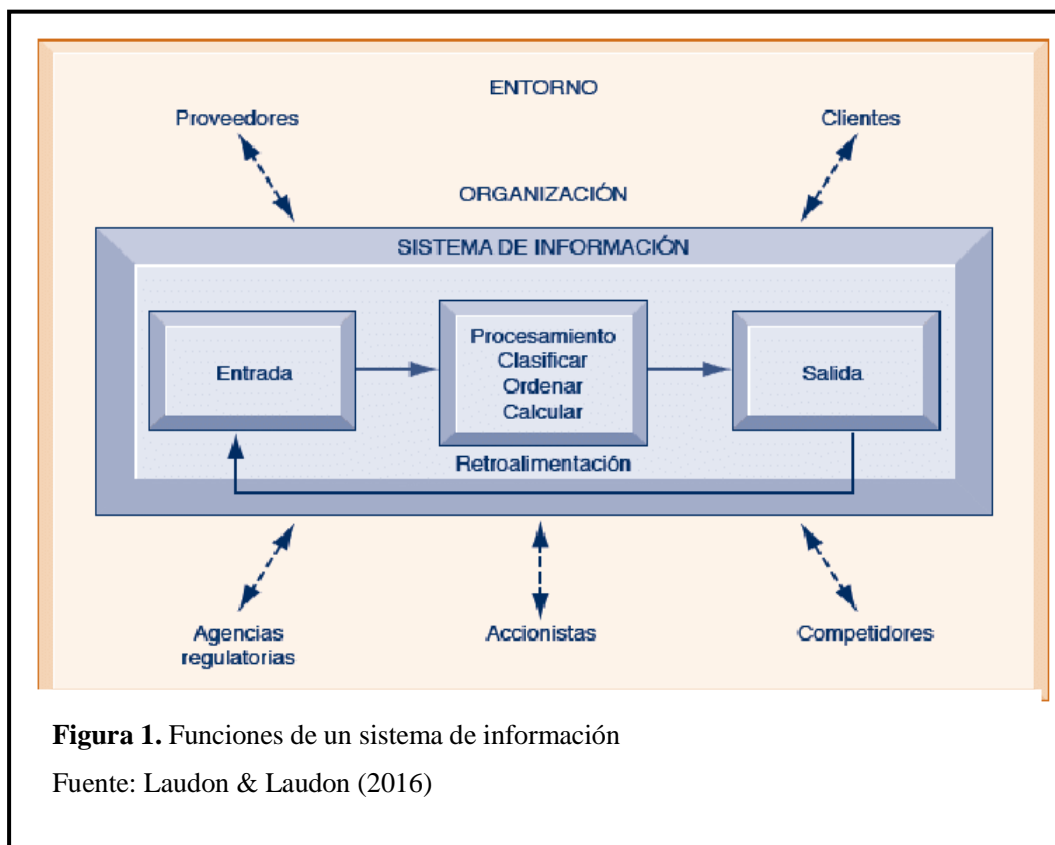 ENTORNO
Proveedores
Clientes
ORGANIZACIÓN
SISTEMA DE INFORMACIÓN
Entrada
Procesamiento
Clasificar
Ordenar
Calcular
Salida
Retroalimentación
Agencias
regulatorias
Accionistas
Competidores
Figura 1. Funciones de un sistema de información
Fuente: Laudon & Laudon (2016)